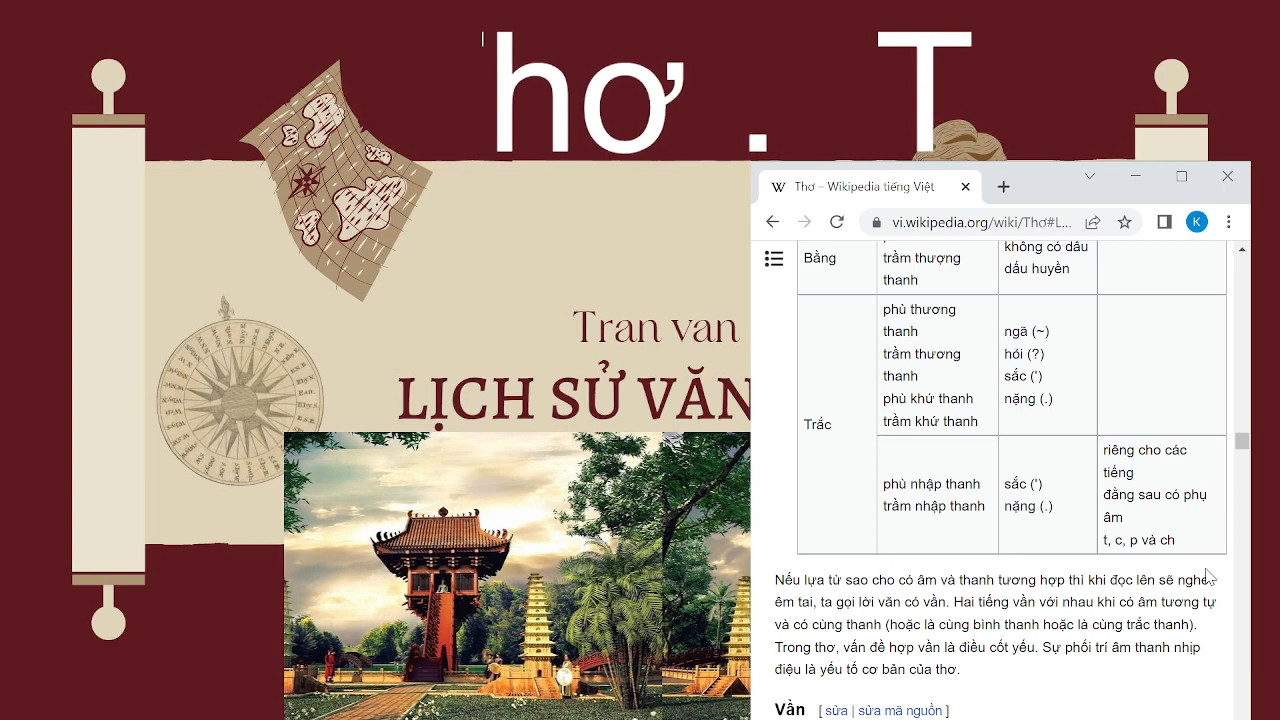 hơ . T
Tran van
LỊCH SỬ VĂN
Thơ – Wikipedia tiếng Việt
vi.wikipedia.org/wiki/Thơ#L...
K
Bằng
trầm thượng
thanh
không có dấu
dấu huyền
Trắc
phù thương
thanh
trầm thương
thanh
phù khứ thanh
trầm khứ thanh
ngã (~)
hỏi (?)
sắc (')
nặng (.)
phù nhập thanh
trầm nhập thanh
sắc (')
nặng (.)
riêng cho các
tiếng
đằng sau có phụ
âm
t, c, p và ch
Nếu lựa từ sao cho có âm và thanh tương hợp thì khi đọc lên sẽ nghe
êm tai, ta gọi lời văn có vần. Hai tiếng vần với nhau khi có âm tương tự
và có cùng thanh (hoặc là cùng bình thanh hoặc là cùng trắc thanh).
Trong thơ, vấn đề hợp vần là điều cốt yếu. Sự phối trí âm thanh nhịp
điệu là yếu tố cơ bản của thơ.
Vần [ sửa | sửa mã nguồn ]